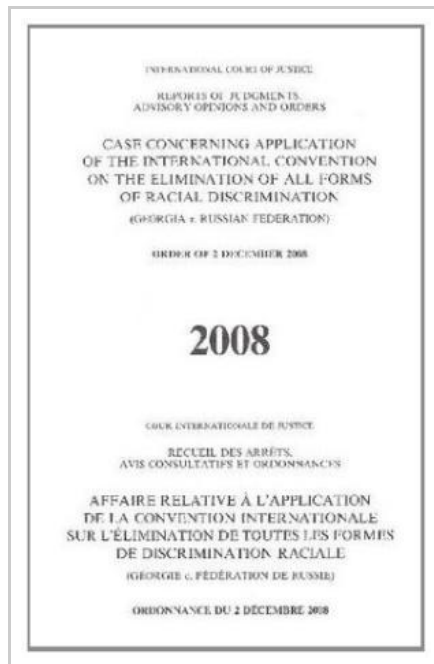 INTERNATIONAL COURT OF JUSTICE
REPORTS OF JUDGMENTS,
ADVISORY OPINIONS AND ORDERS
CASE CONCERNING APPLICATION
OF THE INTERNATIONAL CONVENTION
ON THE ELIMINATION OF ALL FORMS
OF RACIAL DISCRIMINATION
(GEORGIA v. RUSSIAN FEDERATION)
ORDER OF 2 DECEMBER 2008
2008
COUR INTERNATIONALE DE JUSTICE
RECUEIL DES ARRÊTS,
AVIS CONSULTATIFS ET ORDONNANCES
AFFAIRE RELATIVE À L'APPLICATION
DE LA CONVENTION INTERNATIONALE
SUR L'ÉLIMINATION DE TOUTES LES FORMES
DE DISCRIMINATION RACIALE
(GÉORGIE c. FÉDÉRATION DE RUSSIE)
ORDONNANCE DU 2 DÉCEMBRE 2008